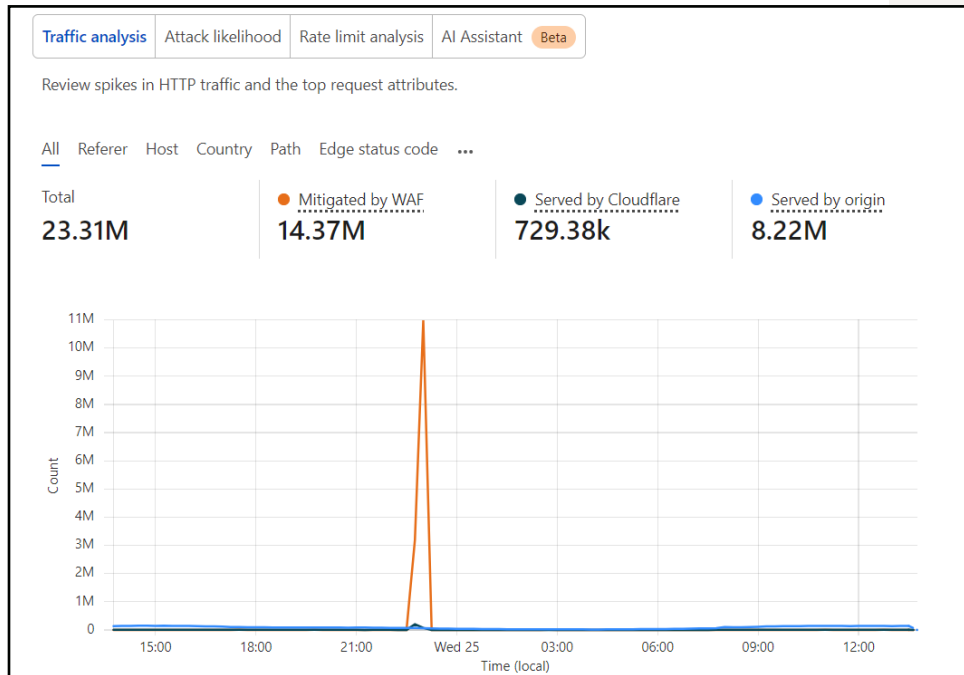 Traffic analysis Attack likelihood Rate limit analysis AI Assistant Beta
Review spikes in HTTP traffic and the top request attributes.
All Referer Host Country Path Edge status code •••
Total Mitigated by WAF Served by Cloudflare Served by origin
23.31M 14.37M 729.38k 8.22M
11M
10M
9M
8M
7M
6M
5M
4M
3M
2M
1M
0
Count
15:00 18:00 21:00 Wed 25 03:00 06:00 09:00 12:00
Time (local)